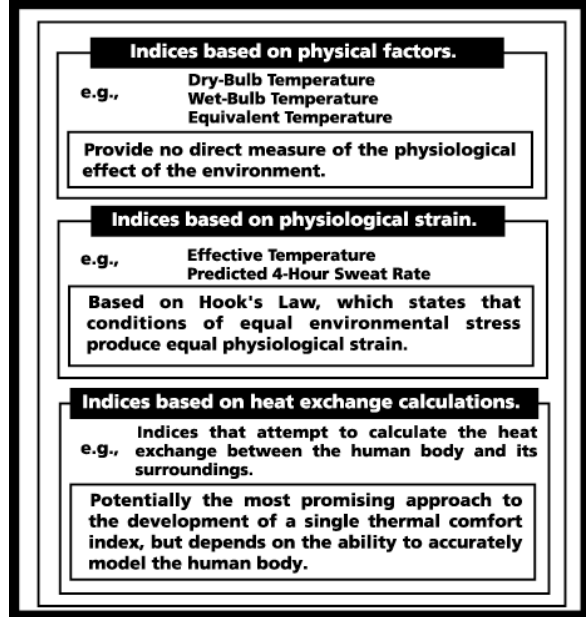 Indices based on physical factors.
e.g., Dry-Bulb Temperature
Wet-Bulb Temperature
Equivalent Temperature
Provide no direct measure of the physiological
effect of the environment.
Indices based on physiological strain.
e.g., Effective Temperature
Predicted 4-Hour Sweat Rate
Based on Hook's Law, which states that
conditions of equal environmental stress
produce equal physiological strain.
Indices based on heat exchange calculations.
e.g., Indices that attempt to calculate the heat
exchange between the human body and its
surroundings.
Potentially the most promising approach to
the development of a single thermal comfort
index, but depends on the ability to accurately
model the human body.